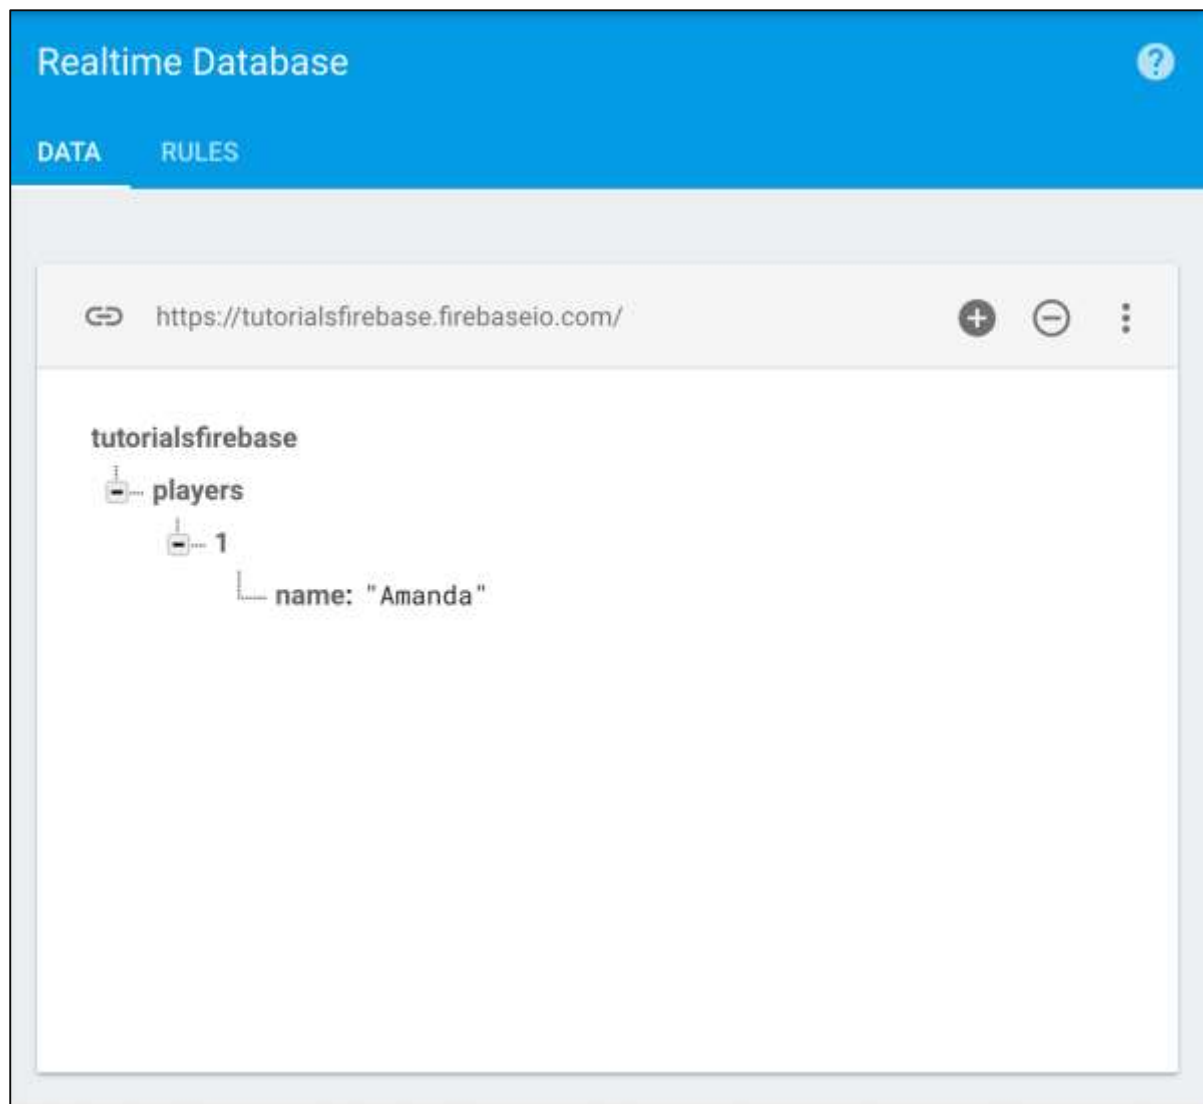 Realtime Database
DATA RULES
https://tutorialsfirebase.firebaseio.com/
tutorialsfirebase
players
1
name: "Amanda"